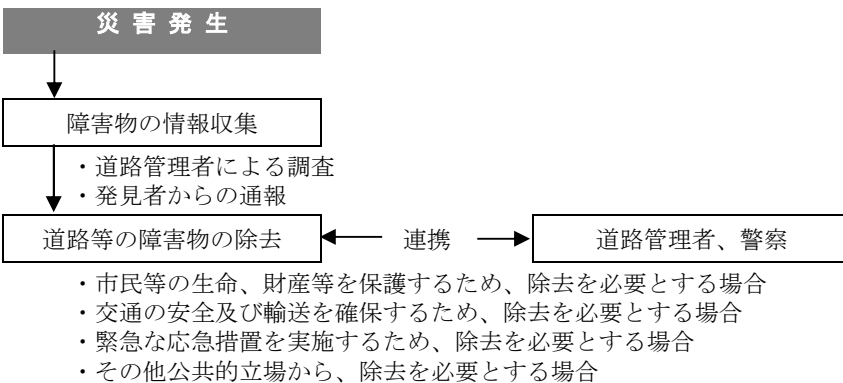 災 害 発 生
障害物の情報収集
・道路管理者による調査
・発見者からの通報
道路等の障害物の除去 連携 道路管理者、警察
・市民等の生命、財産等を保護するため、除去を必要とする場合
・交通の安全及び輸送を確保するため、除去を必要とする場合
・緊急な応急措置を実施するため、除去を必要とする場合
・その他公共的立場から、除去を必要とする場合